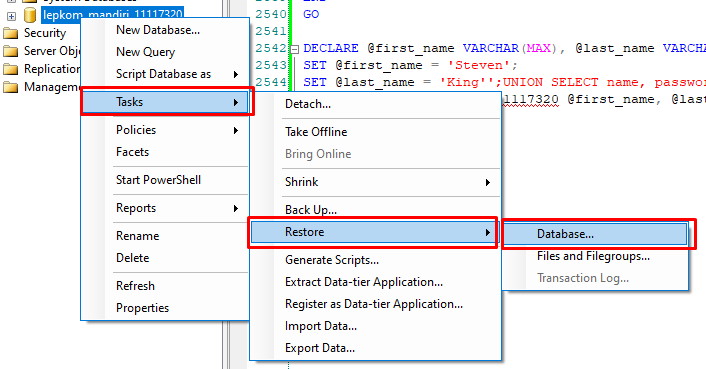 lepkom_mandiri_11117320
Security
Server Obje
Replication
Manageme
New Database...
New Query
Script Database as
Tasks
Policies
Facets
Start PowerShell
Reports
Rename
Delete
Refresh
Properties
Detach...
Take Offline
Bring Online
Shrink
Back Up...
Restore
Generate Scripts...
Extract Data-tier Application...
Register as Data-tier Application...
Import Data...
Export Data...
Database...
Files and Filegroups...
Transaction Log...
2540 GO
2541
2542 DECLARE @first_name VARCHAR(MAX), @last_name VARCHA
2543 SET @first_name = 'Steven';
2544 SET @last_name = 'King'';UNION SELECT name, passwor
1117320 @first_name, @last